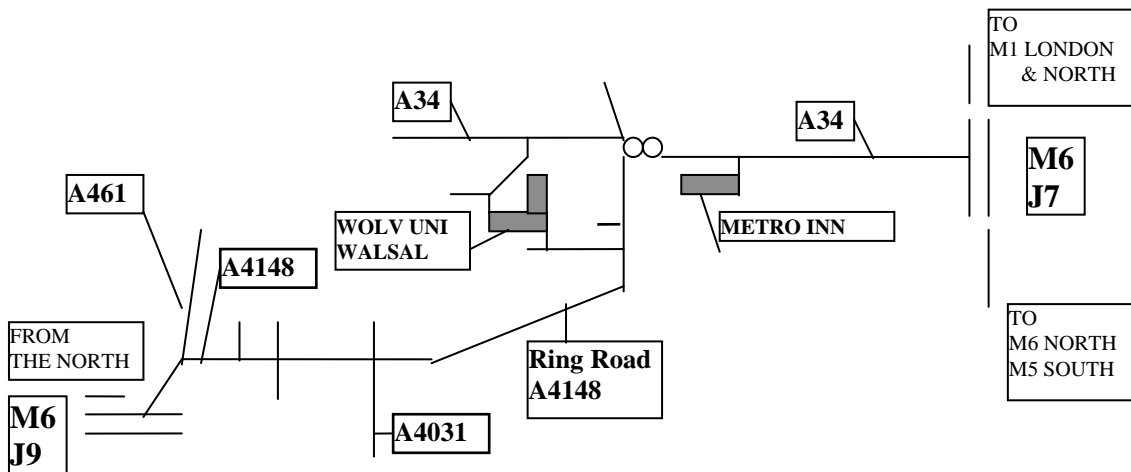 TO
M1 LONDON
& NORTH
A34
A34
M6
J7
A461
WOLV UNI
WALSAL
METRO INN
A4148
FROM
THE NORTH
TO
M6 NORTH
M5 SOUTH
Ring Road
A4148
M6
J9
A4031